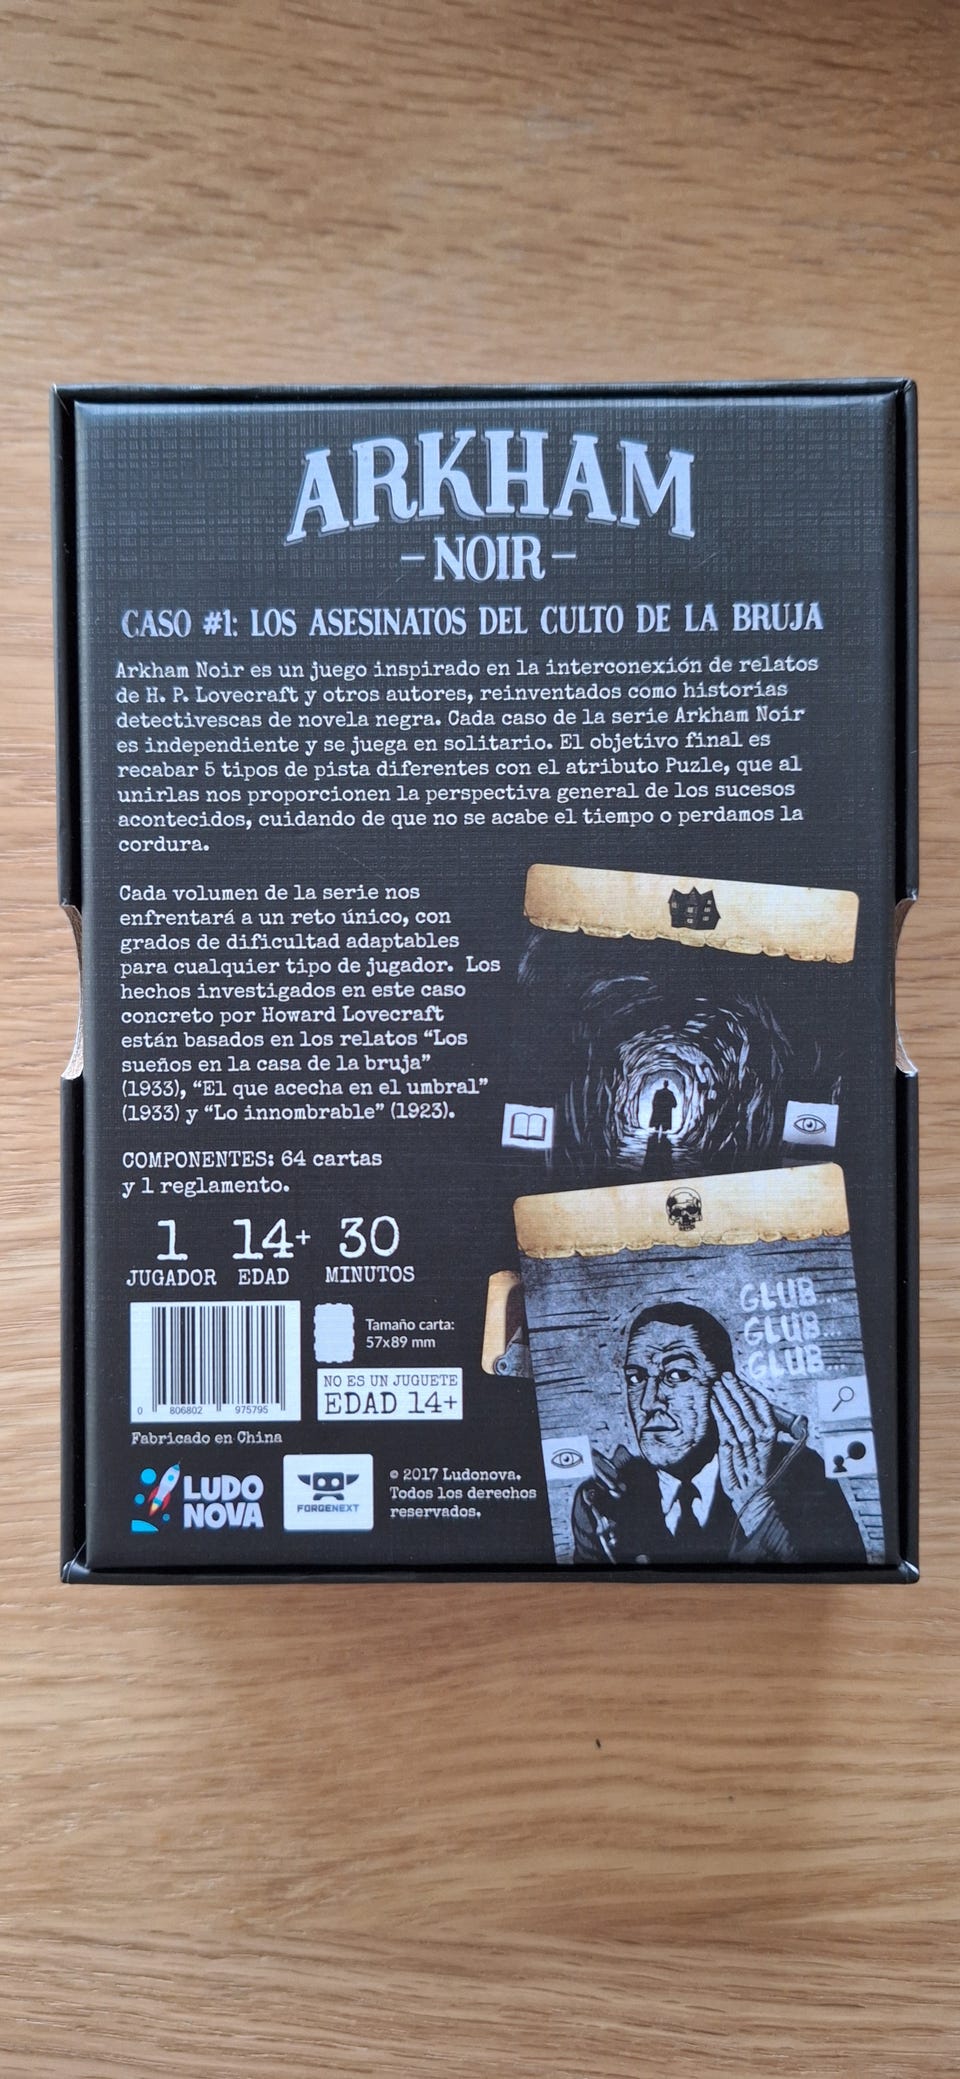 ARKHAM
-NOIR-
CASO #1: LOS ASESINATOS DEL CULTO DE LA BRUJA
Arkham Noir es un juego inspirado en la interconexión de relatos
de H. P. Lovecraft y otros autores, reinventados como historias
detectivescas de novela negra. Cada caso de la serie Arkham Noir
es independiente y se juega en solitario. El objetivo final es
recabar 5 tipos de pista diferentes con el atributo Puzle, que al
unirlas nos proporcionen la perspectiva general de los sucesos
acontecidos, cuidando de que no se acabe el tiempo o perdamos la
cordura.
Cada volumen de la serie nos
enfrentará a un reto único, con
grados de dificultad adaptables
para cualquier tipo de jugador. Los
hechos investigados en este caso
concreto por Howard Lovecraft
están basados en los relatos “Los
sueños en la casa de la bruja”
(1933), “El que acecha en el umbral”
(1933) y “Lo innombrable” (1923).
COMPONENTES: 64 cartas
y 1 reglamento.
1 14+ 30
JUGADOR EDAD MINUTOS
Tamaño carta:
57x89 mm
NO ES UN JUGUETE
EDAD 14+
0 806802 975795
Fabricado en China
LUDO
NOVA
FORGENEXT
© 2017 Ludonova.
Todos los derechos
reservados.
GLUB...
GLUB...
GLUB...